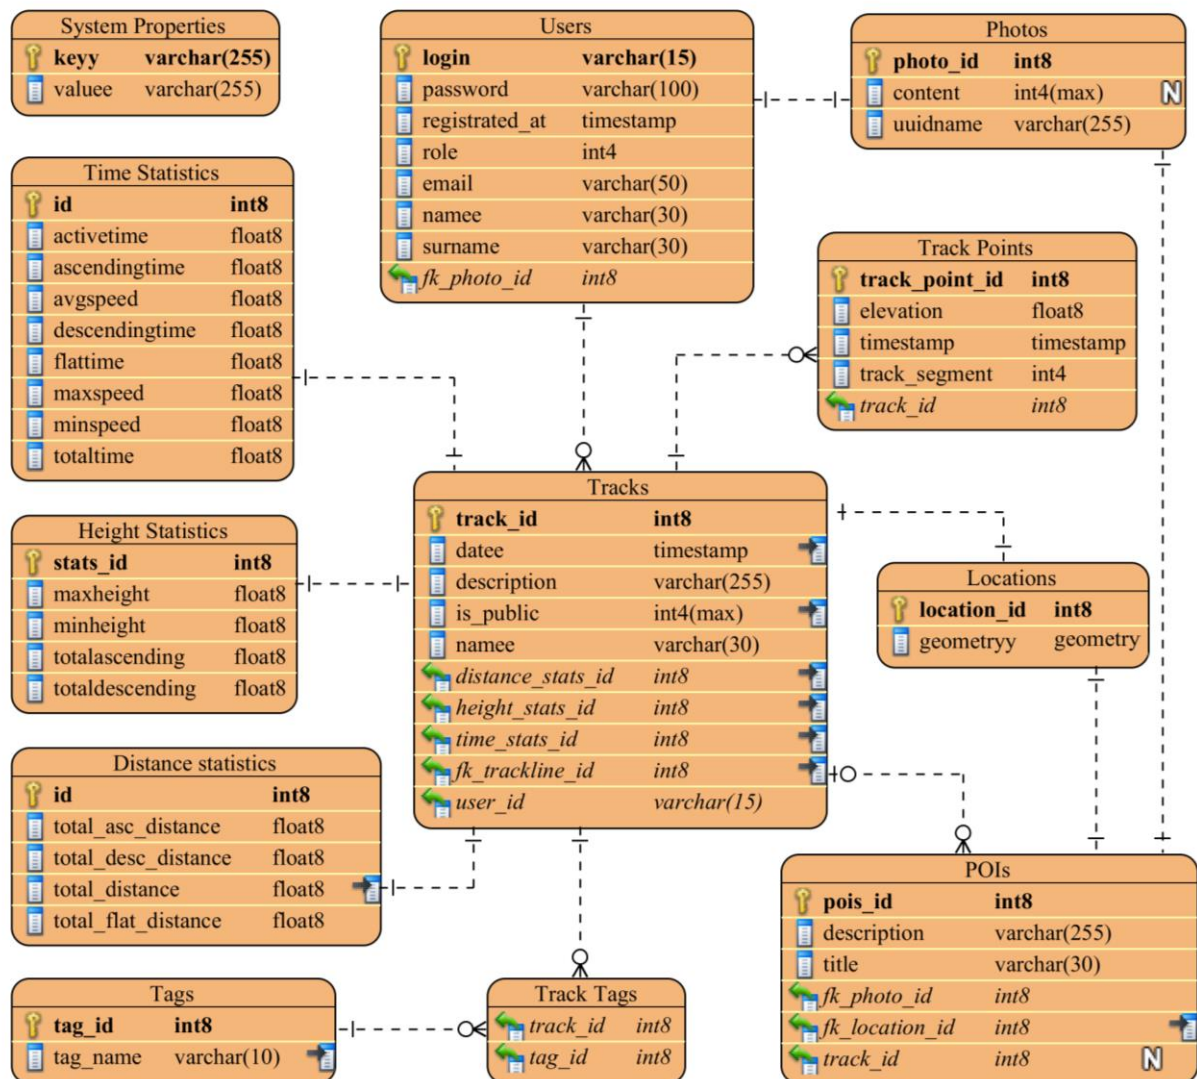 System Properties
keyy varchar(255)
valuee varchar(255)
Users
login varchar(15)
password varchar(100)
registrated_at timestamp
role int4
email varchar(50)
namee varchar(30)
surname varchar(30)
fk_photo_id int8
Photos
photo_id int8
content int4(max) N
uuidname varchar(255)
Time Statistics
id int8
activetime float8
ascendingtime float8
avgspeed float8
descendingtime float8
flattime float8
maxspeed float8
minspeed float8
totaltime float8
Track Points
track_point_id int8
elevation float8
timestamp timestamp
track_segment int4
track_id int8
Height Statistics
stats_id int8
maxheight float8
minheight float8
totalascending float8
totaldescending float8
Tracks
track_id int8
datee timestamp
description varchar(255)
is_public int4(max)
namee varchar(30)
distance_stats_id int8
height_stats_id int8
time_stats_id int8
fk_trackline_id int8
user_id varchar(15)
Locations
location_id int8
geometryy geometry
Distance statistics
id int8
total_asc_distance float8
total_desc_distance float8
total_distance float8
total_flat_distance float8
POIs
pois_id int8
description varchar(255)
title varchar(30)
fk_photo_id int8
fk_location_id int8
track_id int8 N
Tags
tag_id int8
tag_name varchar(10)
Track Tags
track_id int8
tag_id int8